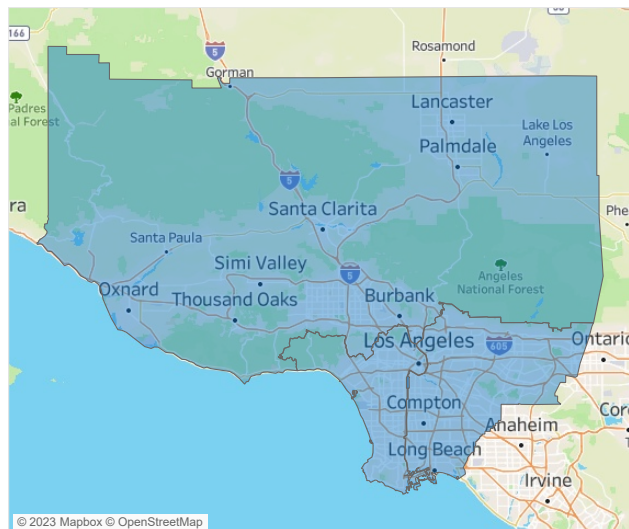 166
5
53
Rosamond
Gorman
Padres
al Forest
Lancaster
Lake Los
Angeles
Palmdale
5
Santa Clarita
ra
Phe
Santa Paula
Simi Valley
5
Angeles
National Forest
Oxnard
Thousand Oaks
Burbank
Los Angeles
605
Ontario
Compton
Cor
Anaheim
Long Beach
Irvine
© 2023 Mapbox © OpenStreetMap